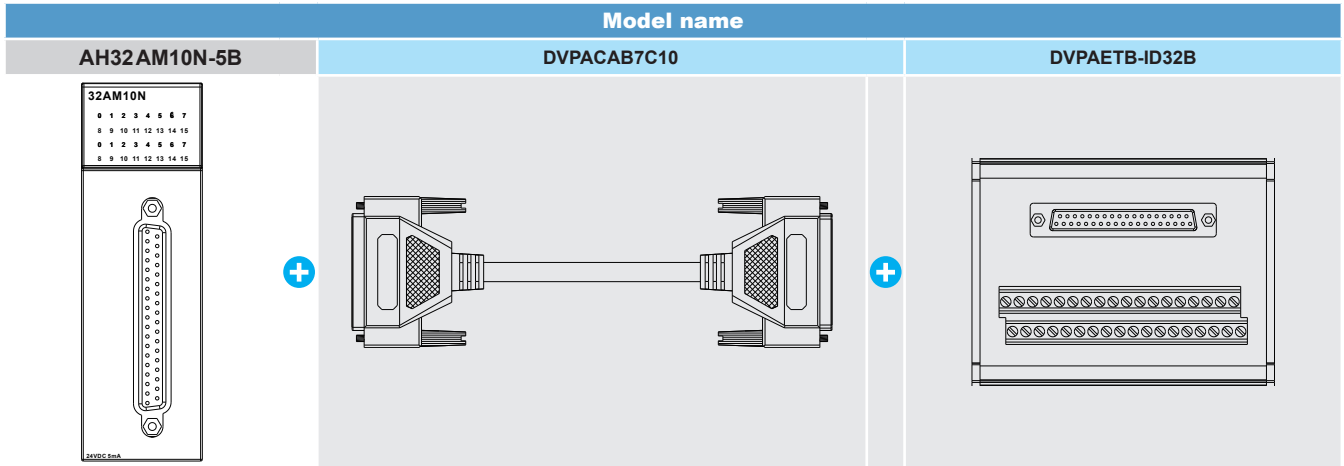 Model name
AH32AM10N-5B DVPACAB7C10 DVPAETB-ID32B
32AM10N
0 1 2 3 4 5 6 7
8 9 10 11 12 13 14 15
0 1 2 3 4 5 6 7
8 9 10 11 12 13 14 15
24VDC 5mA